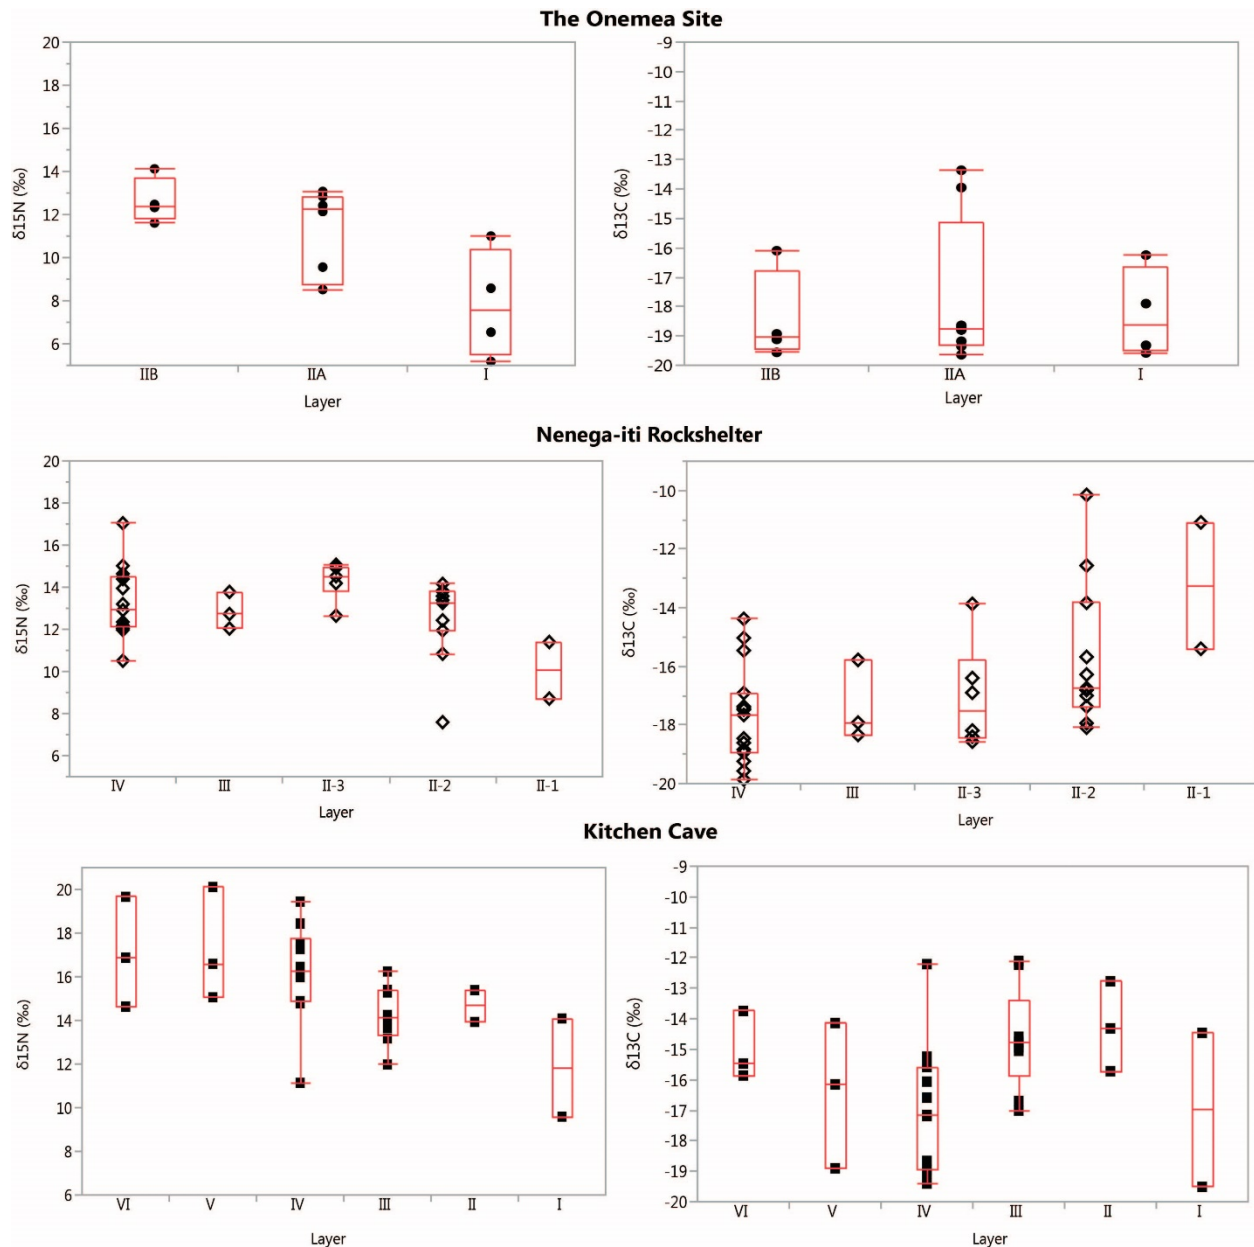 The Onemea Site
20
18
16
14
12
10
8
6
δ15N (‰)
IIB IIA I
Layer
-9
-10
-11
-12
-13
-14
-15
-16
-17
-18
-19
-20
δ13C (‰)
IIB IIA I
Layer
Nenega-iti Rockshelter
20
18
16
14
12
10
8
6
δ15N (‰)
IV III II-3 II-2 II-1
Layer
-10
-12
-14
-16
-18
-20
δ13C (‰)
IV III II-3 II-2 II-1
Layer
Kitchen Cave
20
18
16
14
12
10
8
6
δ15N (‰)
VI V IV III II I
Layer
-9
-10
-11
-12
-13
-14
-15
-16
-17
-18
-19
-20
δ13C (‰)
VI V IV III II I
Layer